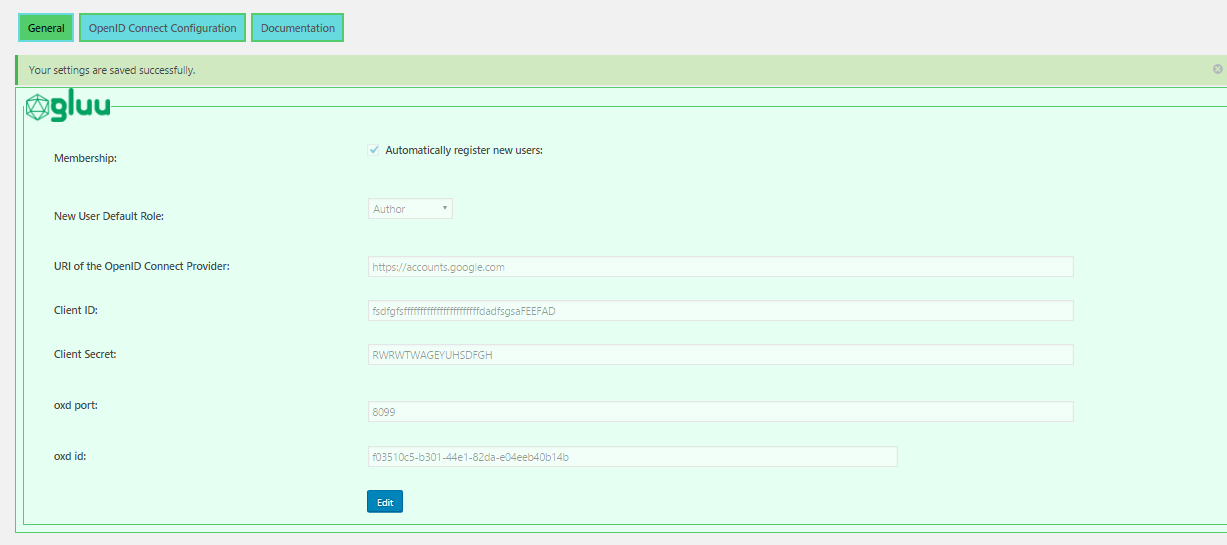 General OpenID Connect Configuration Documentation
Your settings are saved successfully.
gluu
Membership: Automatically register new users:
New User Default Role: Author
URI of the OpenID Connect Provider: https://accounts.google.com
Client ID:
Client Secret: RWRWTWAGEYUHSDFGH
oxd port: 8099
oxd id: f03510c5-b301-44e1-82da-e04eeb40b14b
Edit